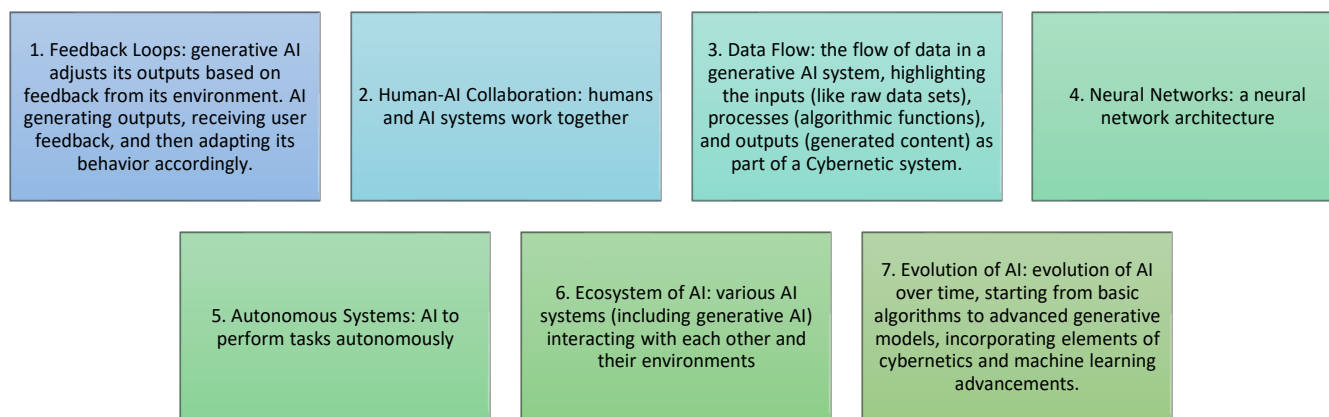 1. Feedback Loops: generative AI
adjusts its outputs based on
feedback from its environment. AI
generating outputs, receiving user
feedback, and then adapting its
behavior accordingly.
2. Human-AI Collaboration: humans
and AI systems work together
3. Data Flow: the flow of data in a
generative AI system, highlighting
the inputs (like raw data sets),
processes (algorithmic functions),
and outputs (generated content) as
part of a Cybernetic system.
4. Neural Networks: a neural
network architecture
5. Autonomous Systems: AI to
perform tasks autonomously
6. Ecosystem of AI: various AI
systems (including generative AI)
interacting with each other and
their environments
7. Evolution of AI: evolution of AI
over time, starting from basic
algorithms to advanced generative
models, incorporating elements of
cybernetics and machine learning
advancements.